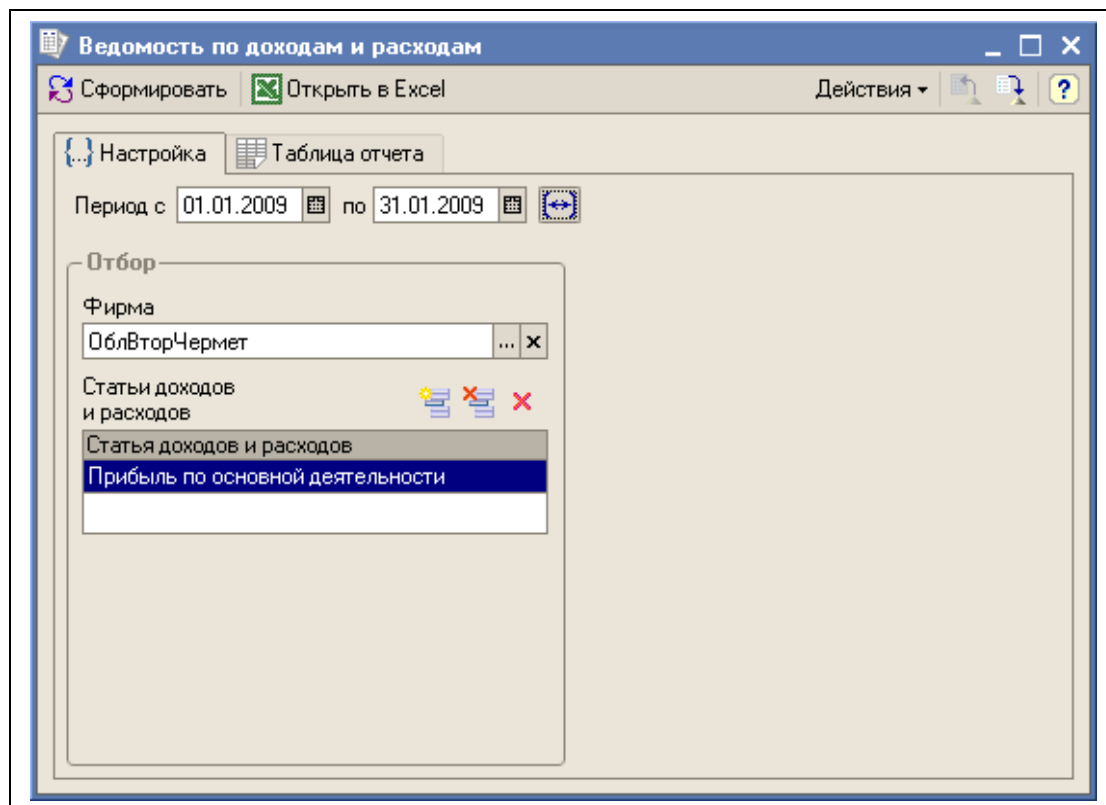 Ведомость по доходам и расходам
Сформировать Открыть в Excel Действия ?
{...} Настройка Таблица отчета
Период с 01.01.2009 по 31.01.2009
Отбор
Фирма
ОблВторЧермет ... x
Статьи доходов
и расходов
Статья доходов и расходов
Прибыль по основной деятельности